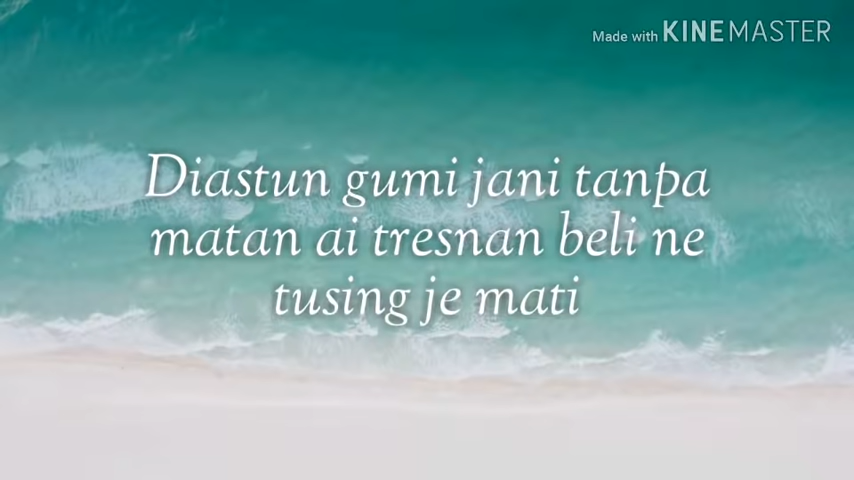 Made with KINEMASTER
Diastun gumi jani tanpa
matan ai tresnan beli ne
tusing je mati